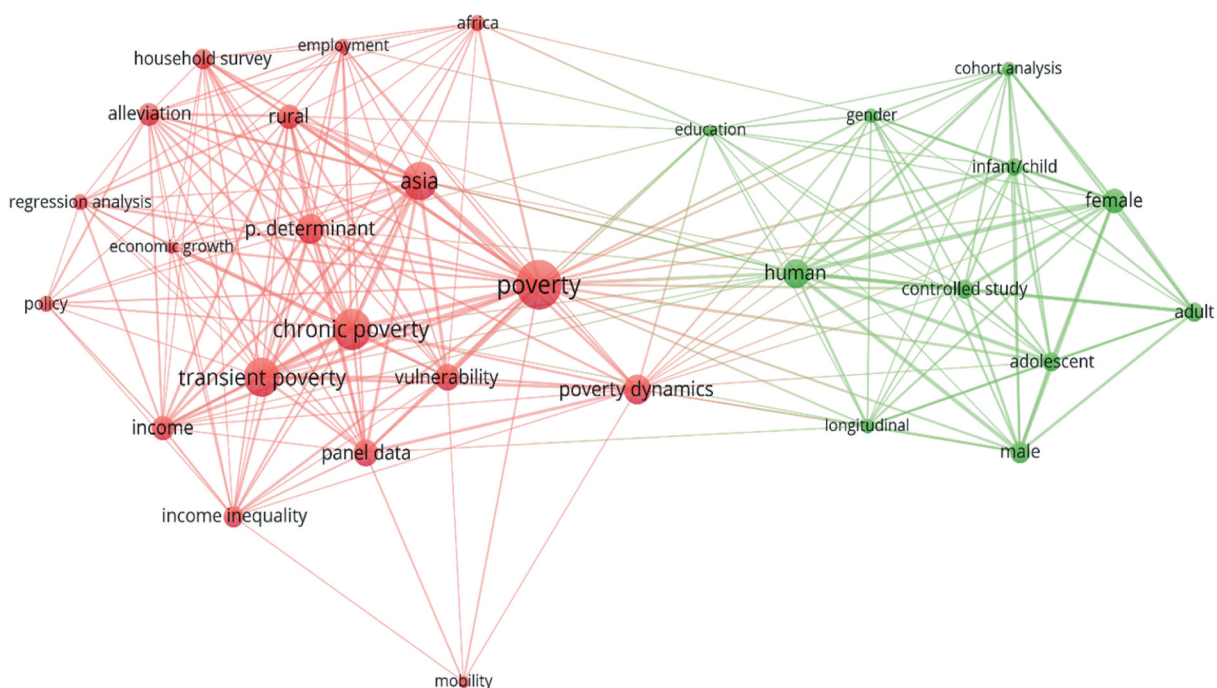 africa
employment
household survey
cohort analysis
alleviation
rural
gender
education
infant/child
asia
regression analysis
female
p. determinant
economic growth
human
poverty
controlled study
policy
adult
chronic poverty
adolescent
transient poverty
vulnerability
poverty dynamics
income
longitudinal
panel data
male
income inequality
mobility